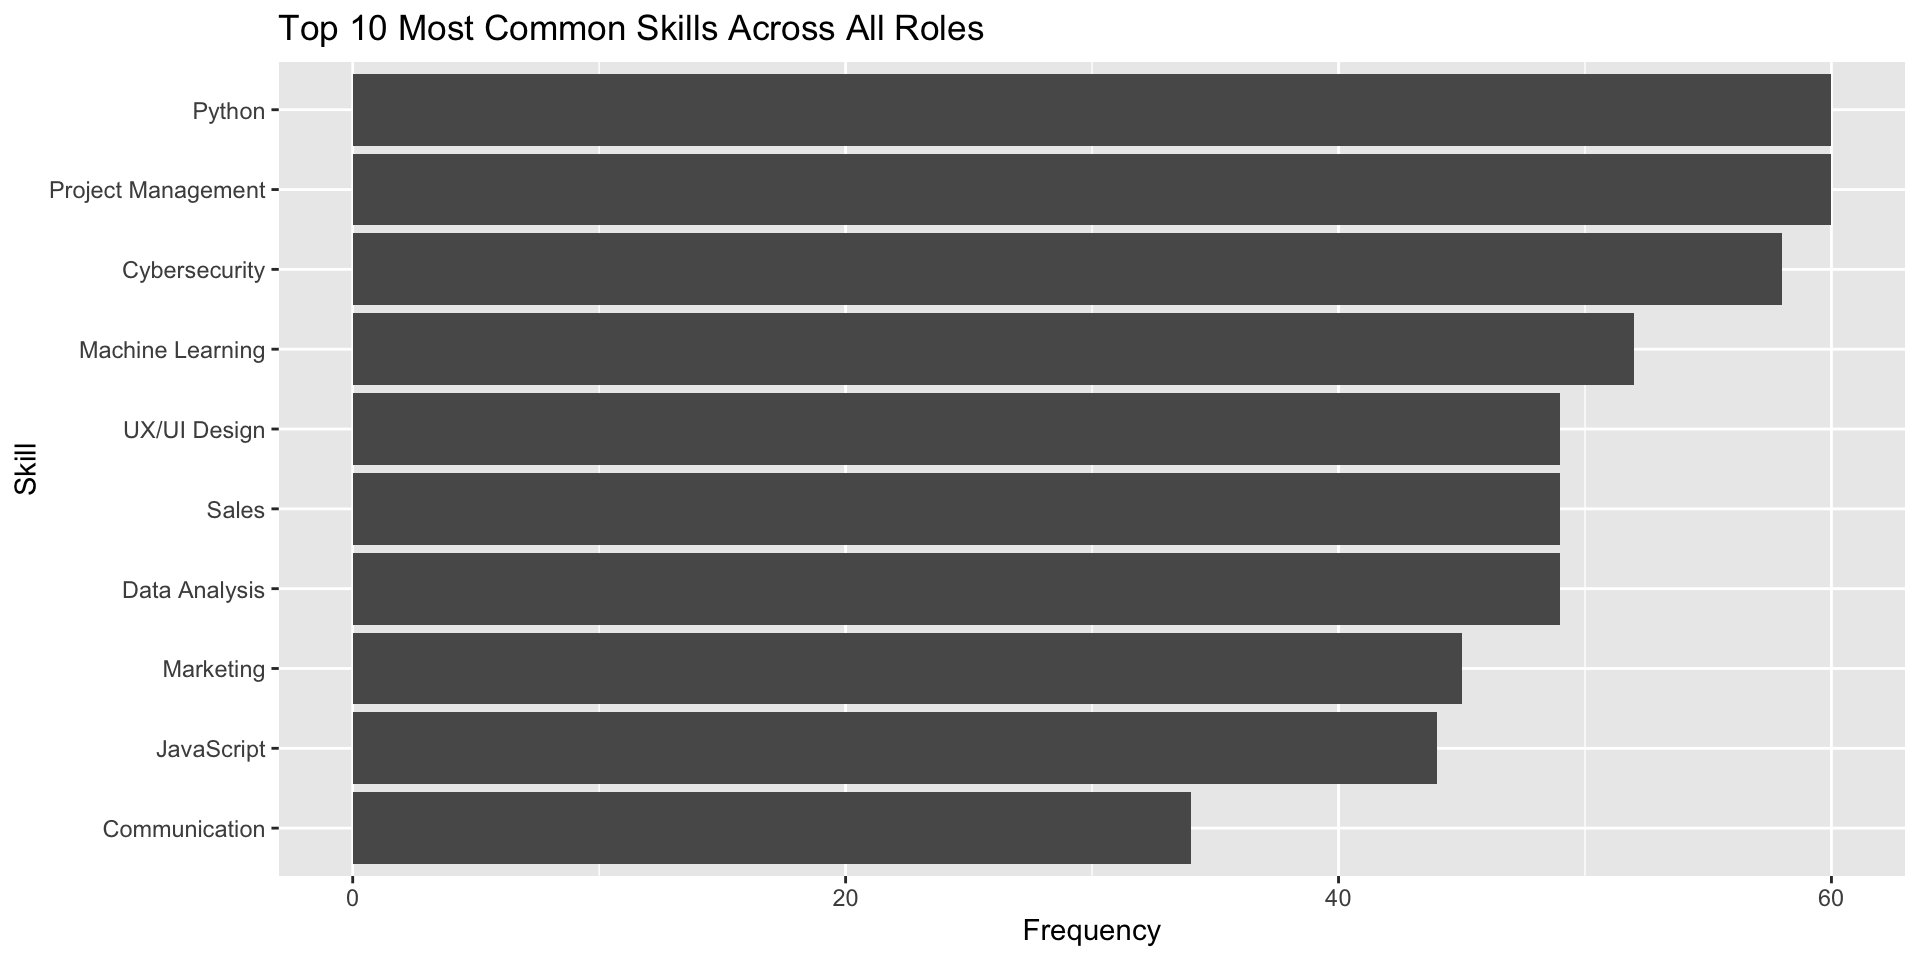 Top 10 Most Common Skills Across All Roles
Python
Project Management
Cybersecurity
Machine Learning
UX/UI Design
Sales
Data Analysis
Marketing
JavaScript
Communication
Skill
0 20 40 60
Frequency